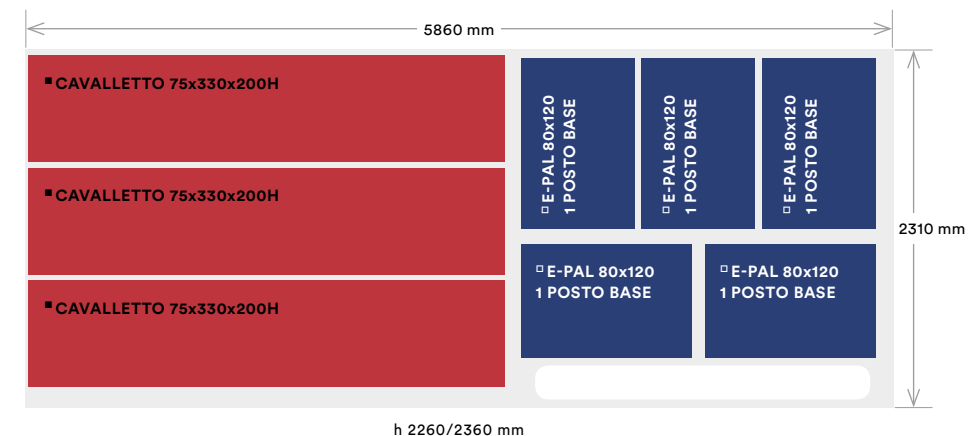 5860 mm
■ CAVALLETTO 75x330x200H
■ CAVALLETTO 75x330x200H
■ CAVALLETTO 75x330x200H
□ E-PAL 80x120
1 POSTO BASE
□ E-PAL 80x120
1 POSTO BASE
□ E-PAL 80x120
1 POSTO BASE
□ E-PAL 80x120
1 POSTO BASE
□ E-PAL 80x120
1 POSTO BASE
2310 mm
h 2260/2360 mm